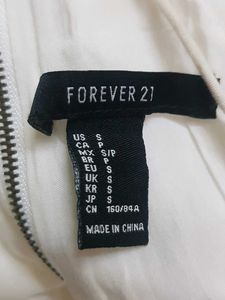 FOREVER 21
US S
CA P
MX S/P
BR P
EU S
UK S
KR S
JP S
CN 160/84A
MADE IN CHINA